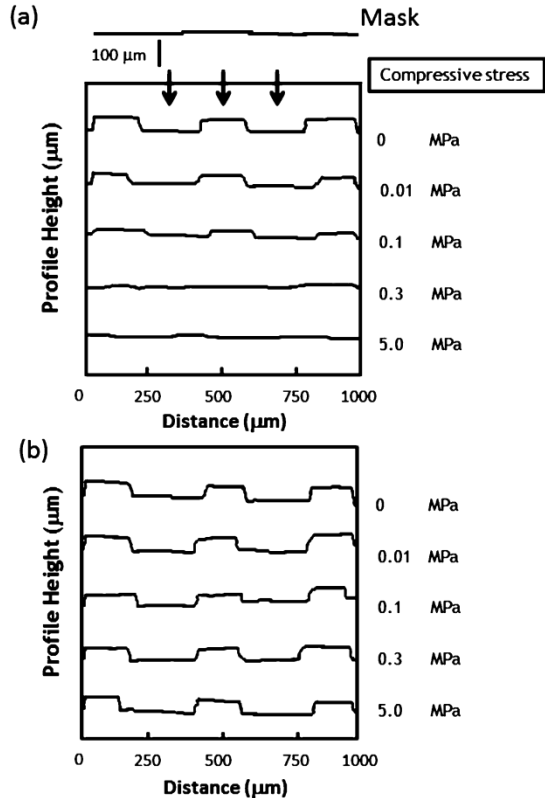 (a)
Mask
100 μm
Compressive stress
Profile Height (μm)
0 MPa
0.01 MPa
0.1 MPa
0.3 MPa
5.0 MPa
0 250 500 750 1000
Distance (μm)
(b)
Profile Height (μm)
0 MPa
0.01 MPa
0.1 MPa
0.3 MPa
5.0 MPa
0 250 500 750 1000
Distance (μm)